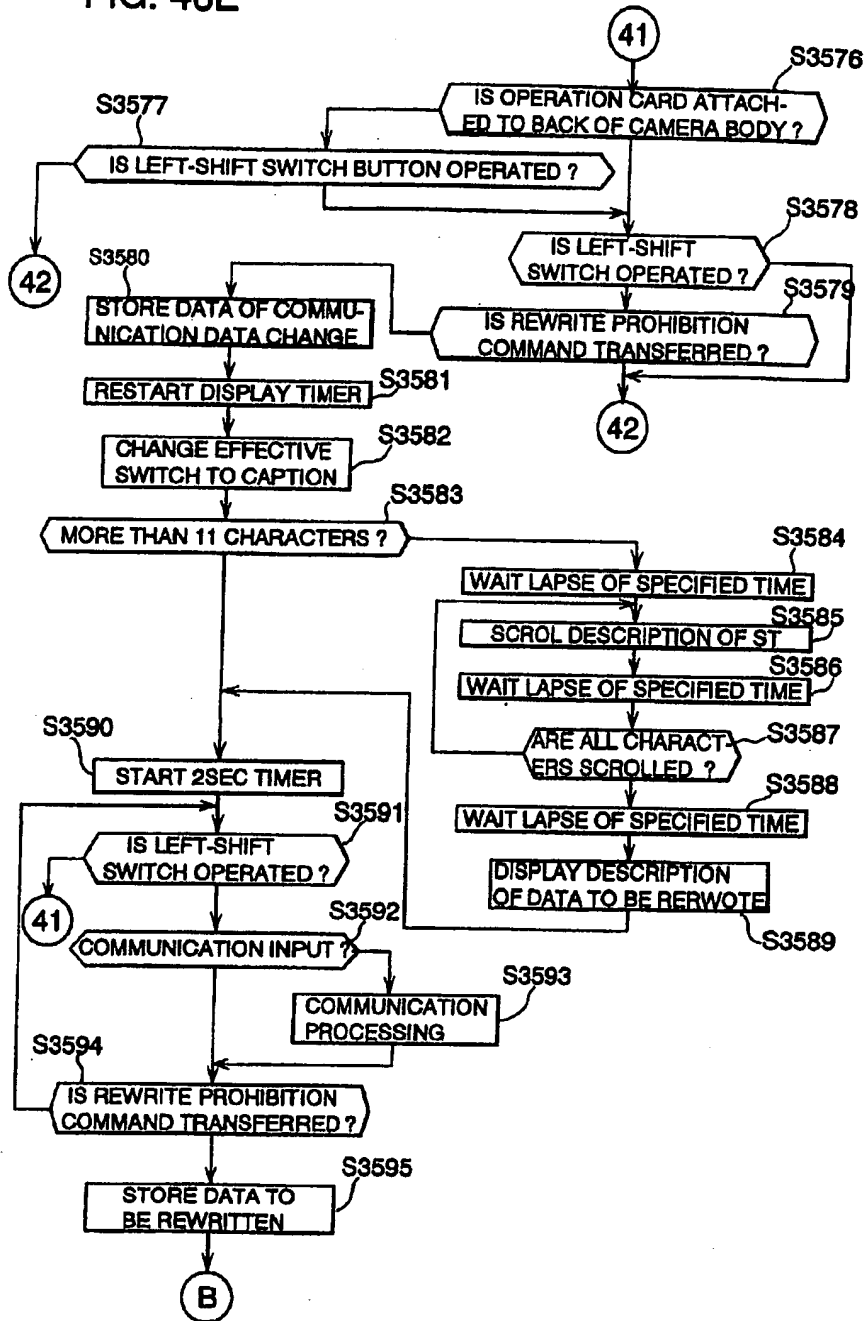 41
S3576
IS OPERATION CARD ATTACH-
ED TO BACK OF CAMERA BODY ?
S3577
IS LEFT-SHIFT SWITCH BUTTON OPERATED ?
42
S3578
IS LEFT-SHIFT
SWITCH OPERATED ?
S3579
IS REWRITE PROHIBITION
COMMAND TRANSFERRED ?
42
S3580
STORE DATA OF COMMU-
NICATION DATA CHANGE
S3581
RESTART DISPLAY TIMER
S3582
CHANGE EFFECTIVE
SWITCH TO CAPTION
S3583
MORE THAN 11 CHARACTERS ?
S3584
WAIT LAPSE OF SPECIFIED TIME
S3585
SCROL DESCRIPTION OF ST
S3586
WAIT LAPSE OF SPECIFIED TIME
S3587
ARE ALL CHARACT-
ERS SCROLLED ?
S3588
WAIT LAPSE OF SPECIFIED TIME
DISPLAY DESCRIPTION
OF DATA TO BE RERWOTE
S3589
S3590
START 2SEC TIMER
S3591
IS LEFT-SHIFT
SWITCH OPERATED ?
41
S3592
COMMUNICATION INPUT ?
S3593
COMMUNICATION
PROCESSING
S3594
IS REWRITE PROHIBITION
COMMAND TRANSFERRED ?
S3595
STORE DATA TO
BE REWRITTEN
B